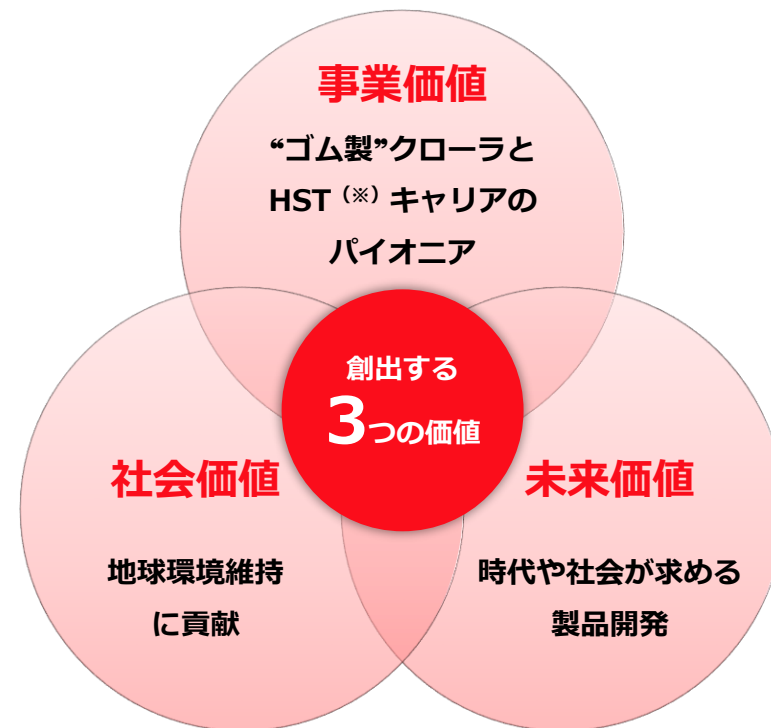 事業価値
“ゴム製”クローラと
HST（※）キャリアの
パイオニア
創出する
3つの価値
社会価値
地球環境維持
に貢献
未来価値
時代や社会が求める
製品開発